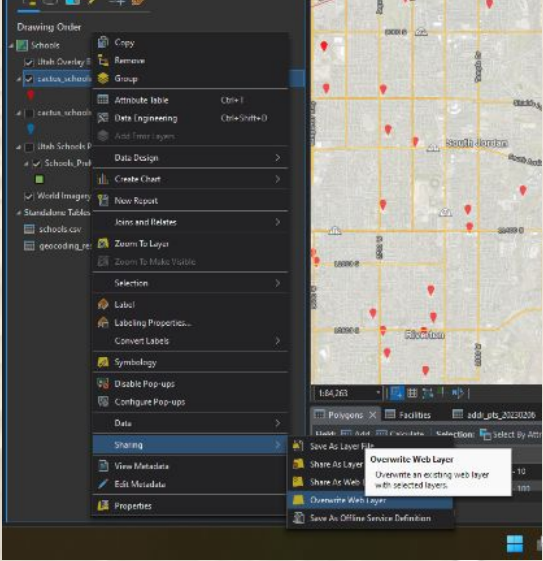 Drawing Order
Schools
Utah Overlay
cactus_schools
cactus_schools
Utah Schools
World Imagery
Standalone Tables
schools.csv
Copy
Remove
Group
Attribute Table Ctrl+T
Data Engineering Ctrl+Shift+D
Add Error Layers
Data Design
Create Chart
New Report
Joins and Relates
Zoom To Layer
Zoom To Make Visible
Selection
Label
Labeling Properties...
Convert Labels
Symbology
Disable Pop-ups
Configure Pop-ups
Data
Sharing
View Metadata
Edit Metadata
Properties
South Jordan
Riverton
1:84,263
Polygons
Facilities
addr_pts_20230206
Field: Add Calculate Selection: Select By Attr
Save As Layer File
Share As Layer
Share As Web
Overwrite Web Layer
Save As Offline Service Definition
Overwrite Web Layer
Overwrite an existing web layer
with selected layers.
- 10
- 100